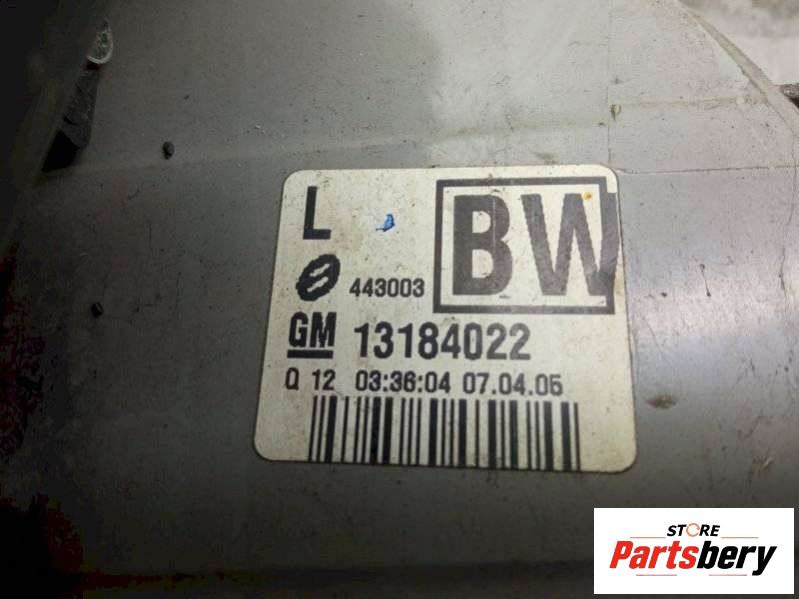 L
BW
443003
GM 13184022
Q 12 03:36:04 07.04.05
STORE
Partsbery